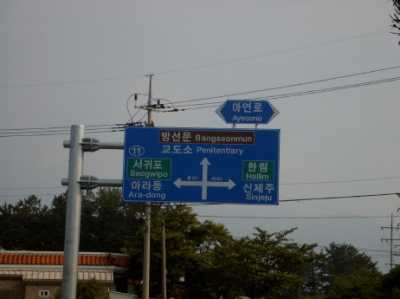 아연로
Ayeonno
방선문 Bangseonmun
교도소 Penitentiary
11
서귀포
Seogwipo
한림
Hallim
아라동
Ara-dong
신제주
Sinjeju